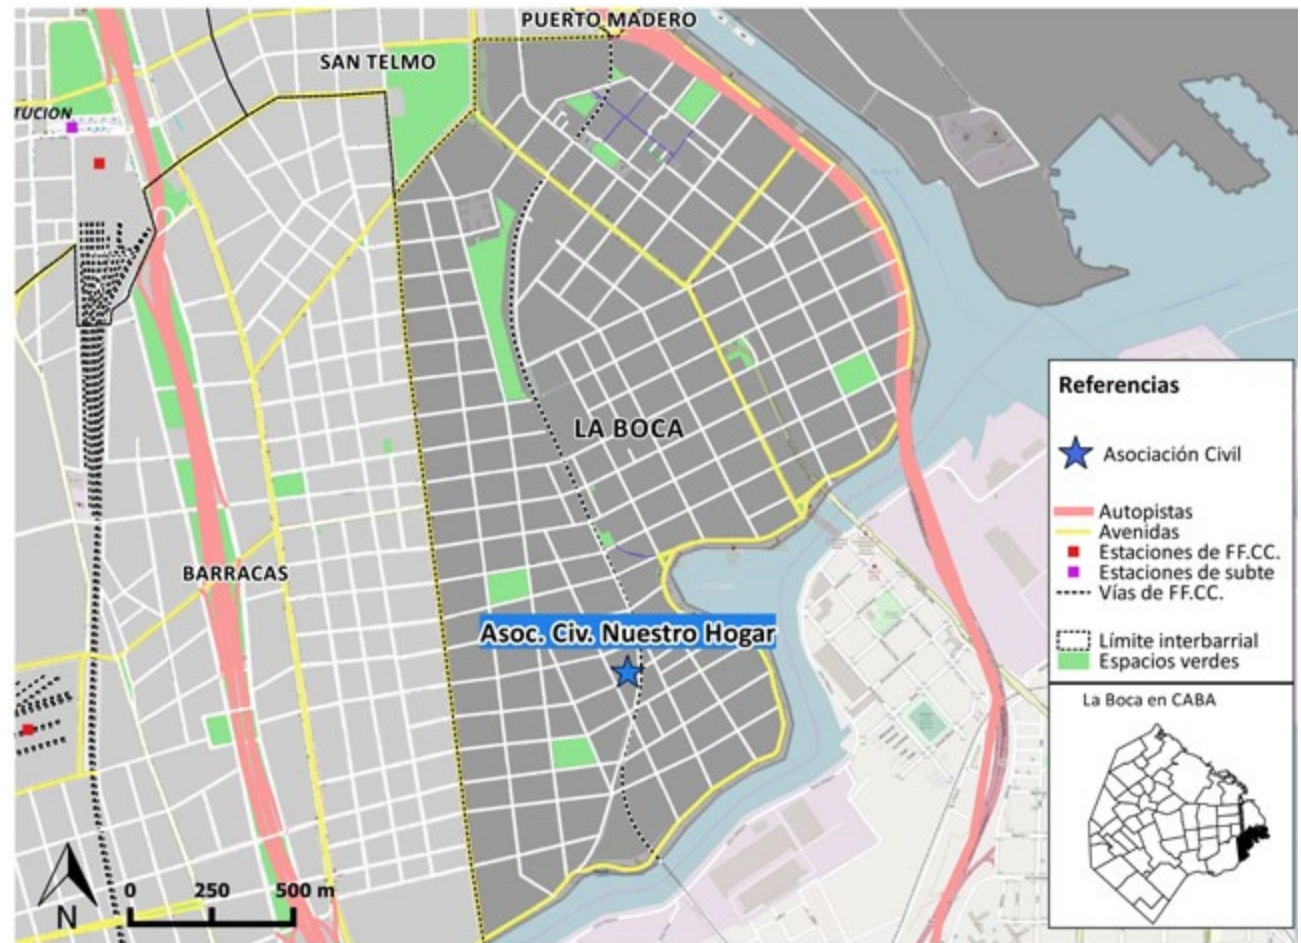 PUERTO MADERO
SAN TELMO
TUCION
LA BOCA
BARRACAS
Asoc. Civ. Nuestro Hogar
0 250 500 m
N
Referencias
Asociación Civil
Autopistas
Avenidas
Estaciones de FF.CC.
Estaciones de subte
Vías de FF.CC.
Límite interbarrial
Espacios verdes
La Boca en CABA